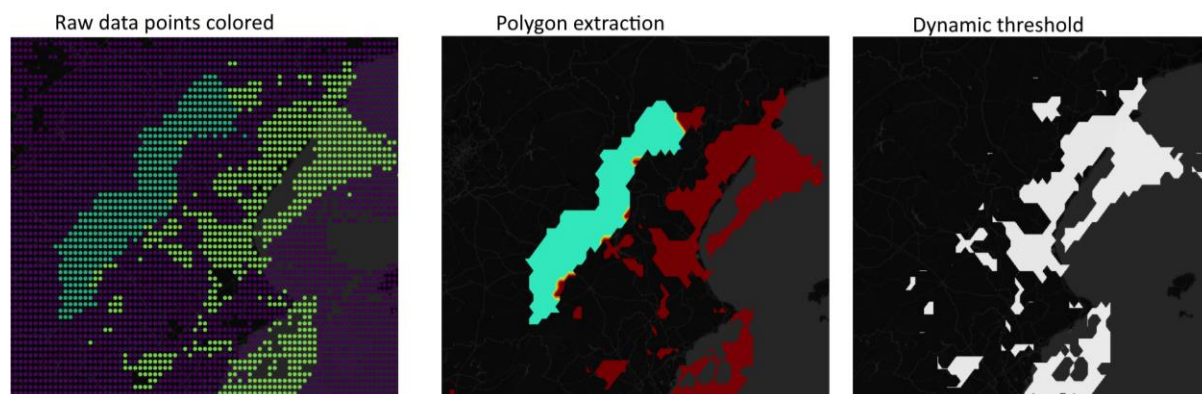 Raw data points colored
Polygon extraction
Dynamic threshold